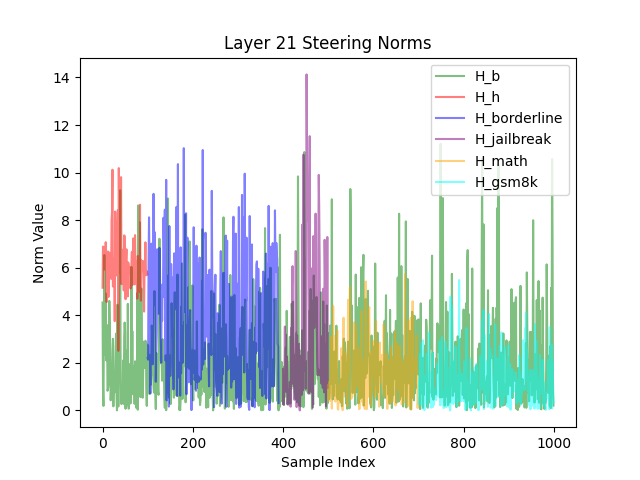 Layer 21 Steering Norms
Norm Value
14
12
10
8
6
4
2
0
H_b
H_h
H_borderline
H_jailbreak
H_math
H_gsm8k
0
200
400
600
800
1000
Sample Index